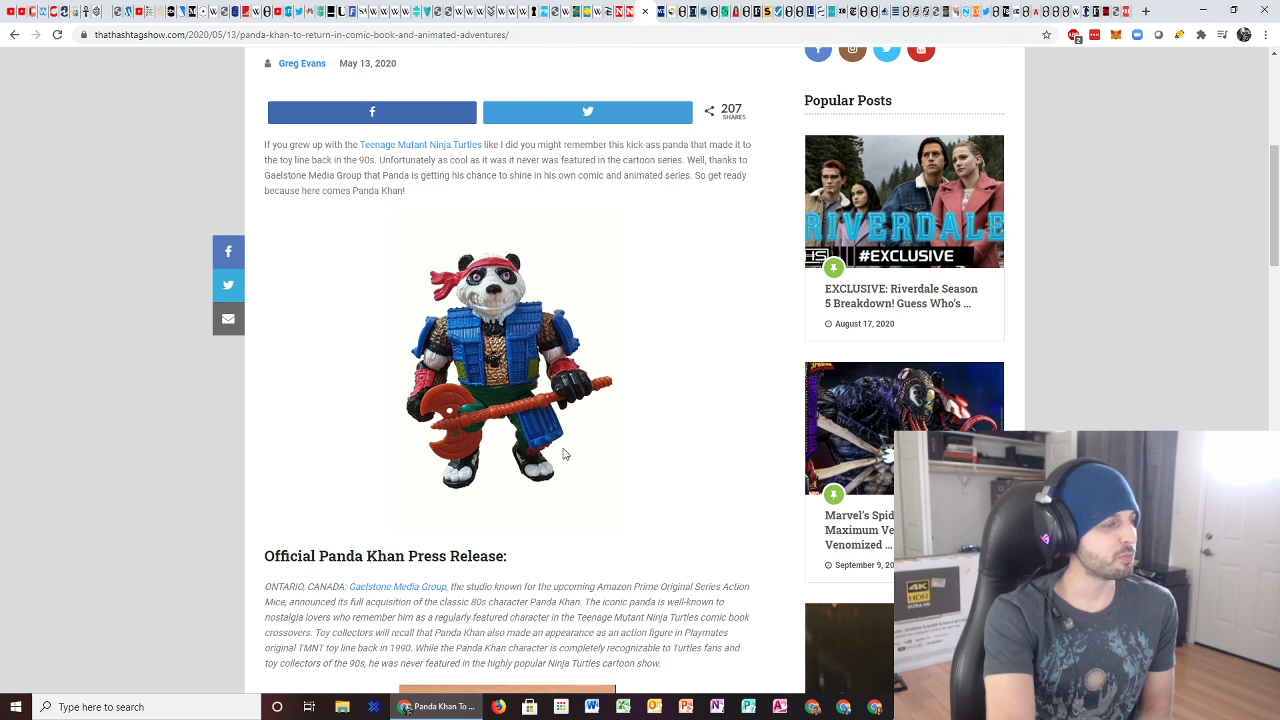 thathashtagshow.com/2020/05/13/panda-khan-to-return-in-comic-book-and-animated-adventures/
2
Greg Evans May 13, 2020
207
SHARES
If you grew up with the Teenage Mutant Ninja Turtles like I did you might remember this kick-ass panda that made it to
the toy line back in the 90s. Unfortunately as cool as it was it never was featured in the cartoon series. Well, thanks to
Gaelstone Media Group that Panda is getting his chance to shine in his own comic and animated series. So get ready
because here comes Panda Khan!
Official Panda Khan Press Release:
ONTARIO, CANADA: Gaelstone Media Group, the studio known for the upcoming Amazon Prime Original Series Action
Mice, announced its full acquisition of the classic 80s character Panda Khan. The iconic panda is well-known to
nostalgia lovers who remember him as a regularly featured character in the Teenage Mutant Ninja Turtles comic book
crossovers. Toy collectors will recall that Panda Khan also made an appearance as an action figure in Playmates
original TMNT toy line back in 1990. While the Panda Khan character is completely recognizable to Turtles fans and
toy collectors of the 90s, he was never featured in the highly popular Ninja Turtles cartoon show.
Popular Posts
RIVERDALE
HS #EXCLUSIVE
EXCLUSIVE: Riverdale Season
5 Breakdown! Guess Who's ...
August 17, 2020
Marvel's Spid
Maximum Ve
Venomized ...
September 9, 20
4K
HDR
ULTRA HD
Type here to search
Panda Khan To ...